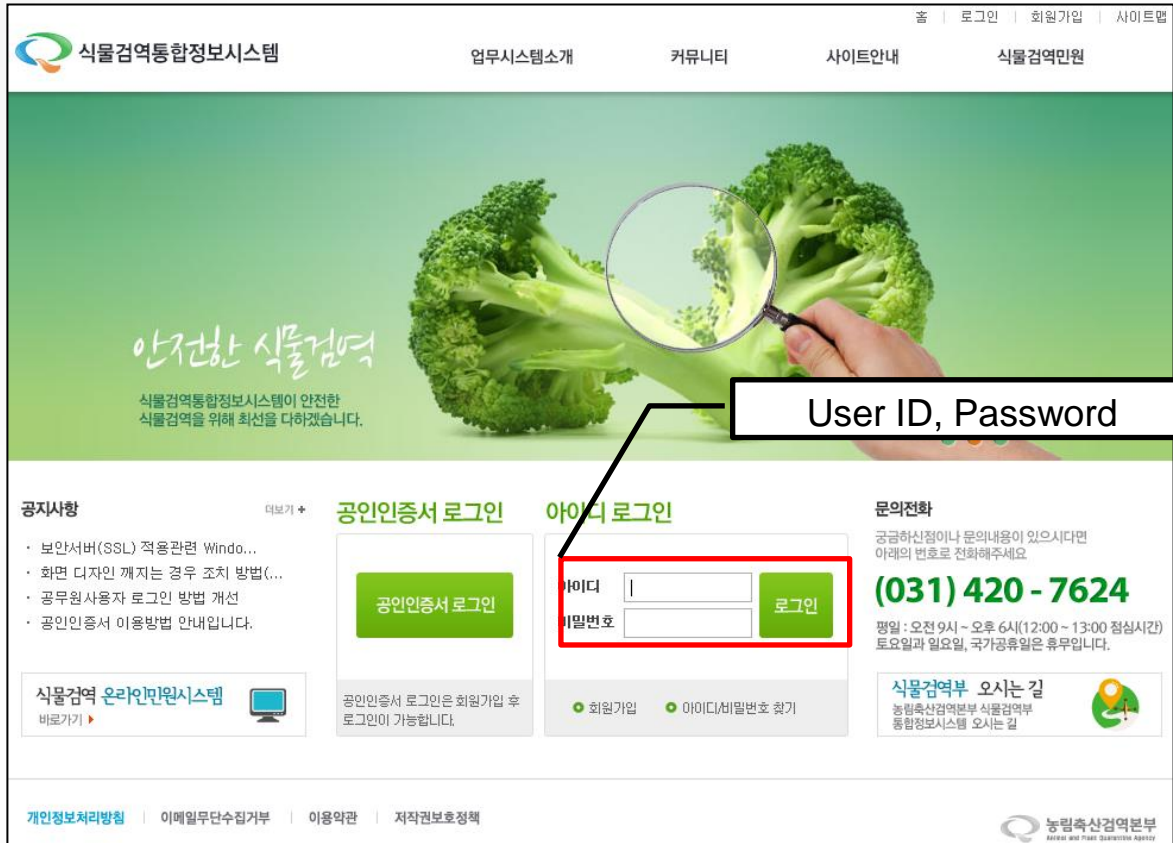 홈 | 로그인 | 회원가입 | 사이트맵
식물검역통합정보시스템
업무시스템소개 커뮤니티 사이트안내 식물검역민원
안전한 식물검역
식물검역통합정보시스템이 안전한
식물검역을 위해 최선을 다하겠습니다.
User ID, Password
공지사항 더보기 +
· 보안서버(SSL) 적용관련 Windo...
· 화면 디자인 깨지는 경우 조치 방법(...
· 공무원사용자 로그인 방법 개선
· 공인인증서 이용방법 안내입니다.
식물검역 온라인민원시스템
바로가기
공인인증서 로그인
공인인증서 로그인
공인인증서 로그인은 회원가입 후
로그인이 가능합니다.
아이디 로그인
아이디
비밀번호
로그인
회원가입 아이디/비밀번호 찾기
문의전화
궁금하신점이나 문의내용이 있으시다면
아래의 번호로 전화해주세요
(031) 420 - 7624
평일 : 오전 9시 ~ 오후 6시(12:00 ~ 13:00 점심시간)
토요일과 일요일, 국가공휴일은 휴무입니다.
식물검역부 오시는 길
농림축산검역본부 식물검역부
통합정보시스템 오시는 길
개인정보처리방침 | 이메일무단수집거부 | 이용약관 | 저작권보호정책
농림축산검역본부
Animal and Plant Quarantine Agency